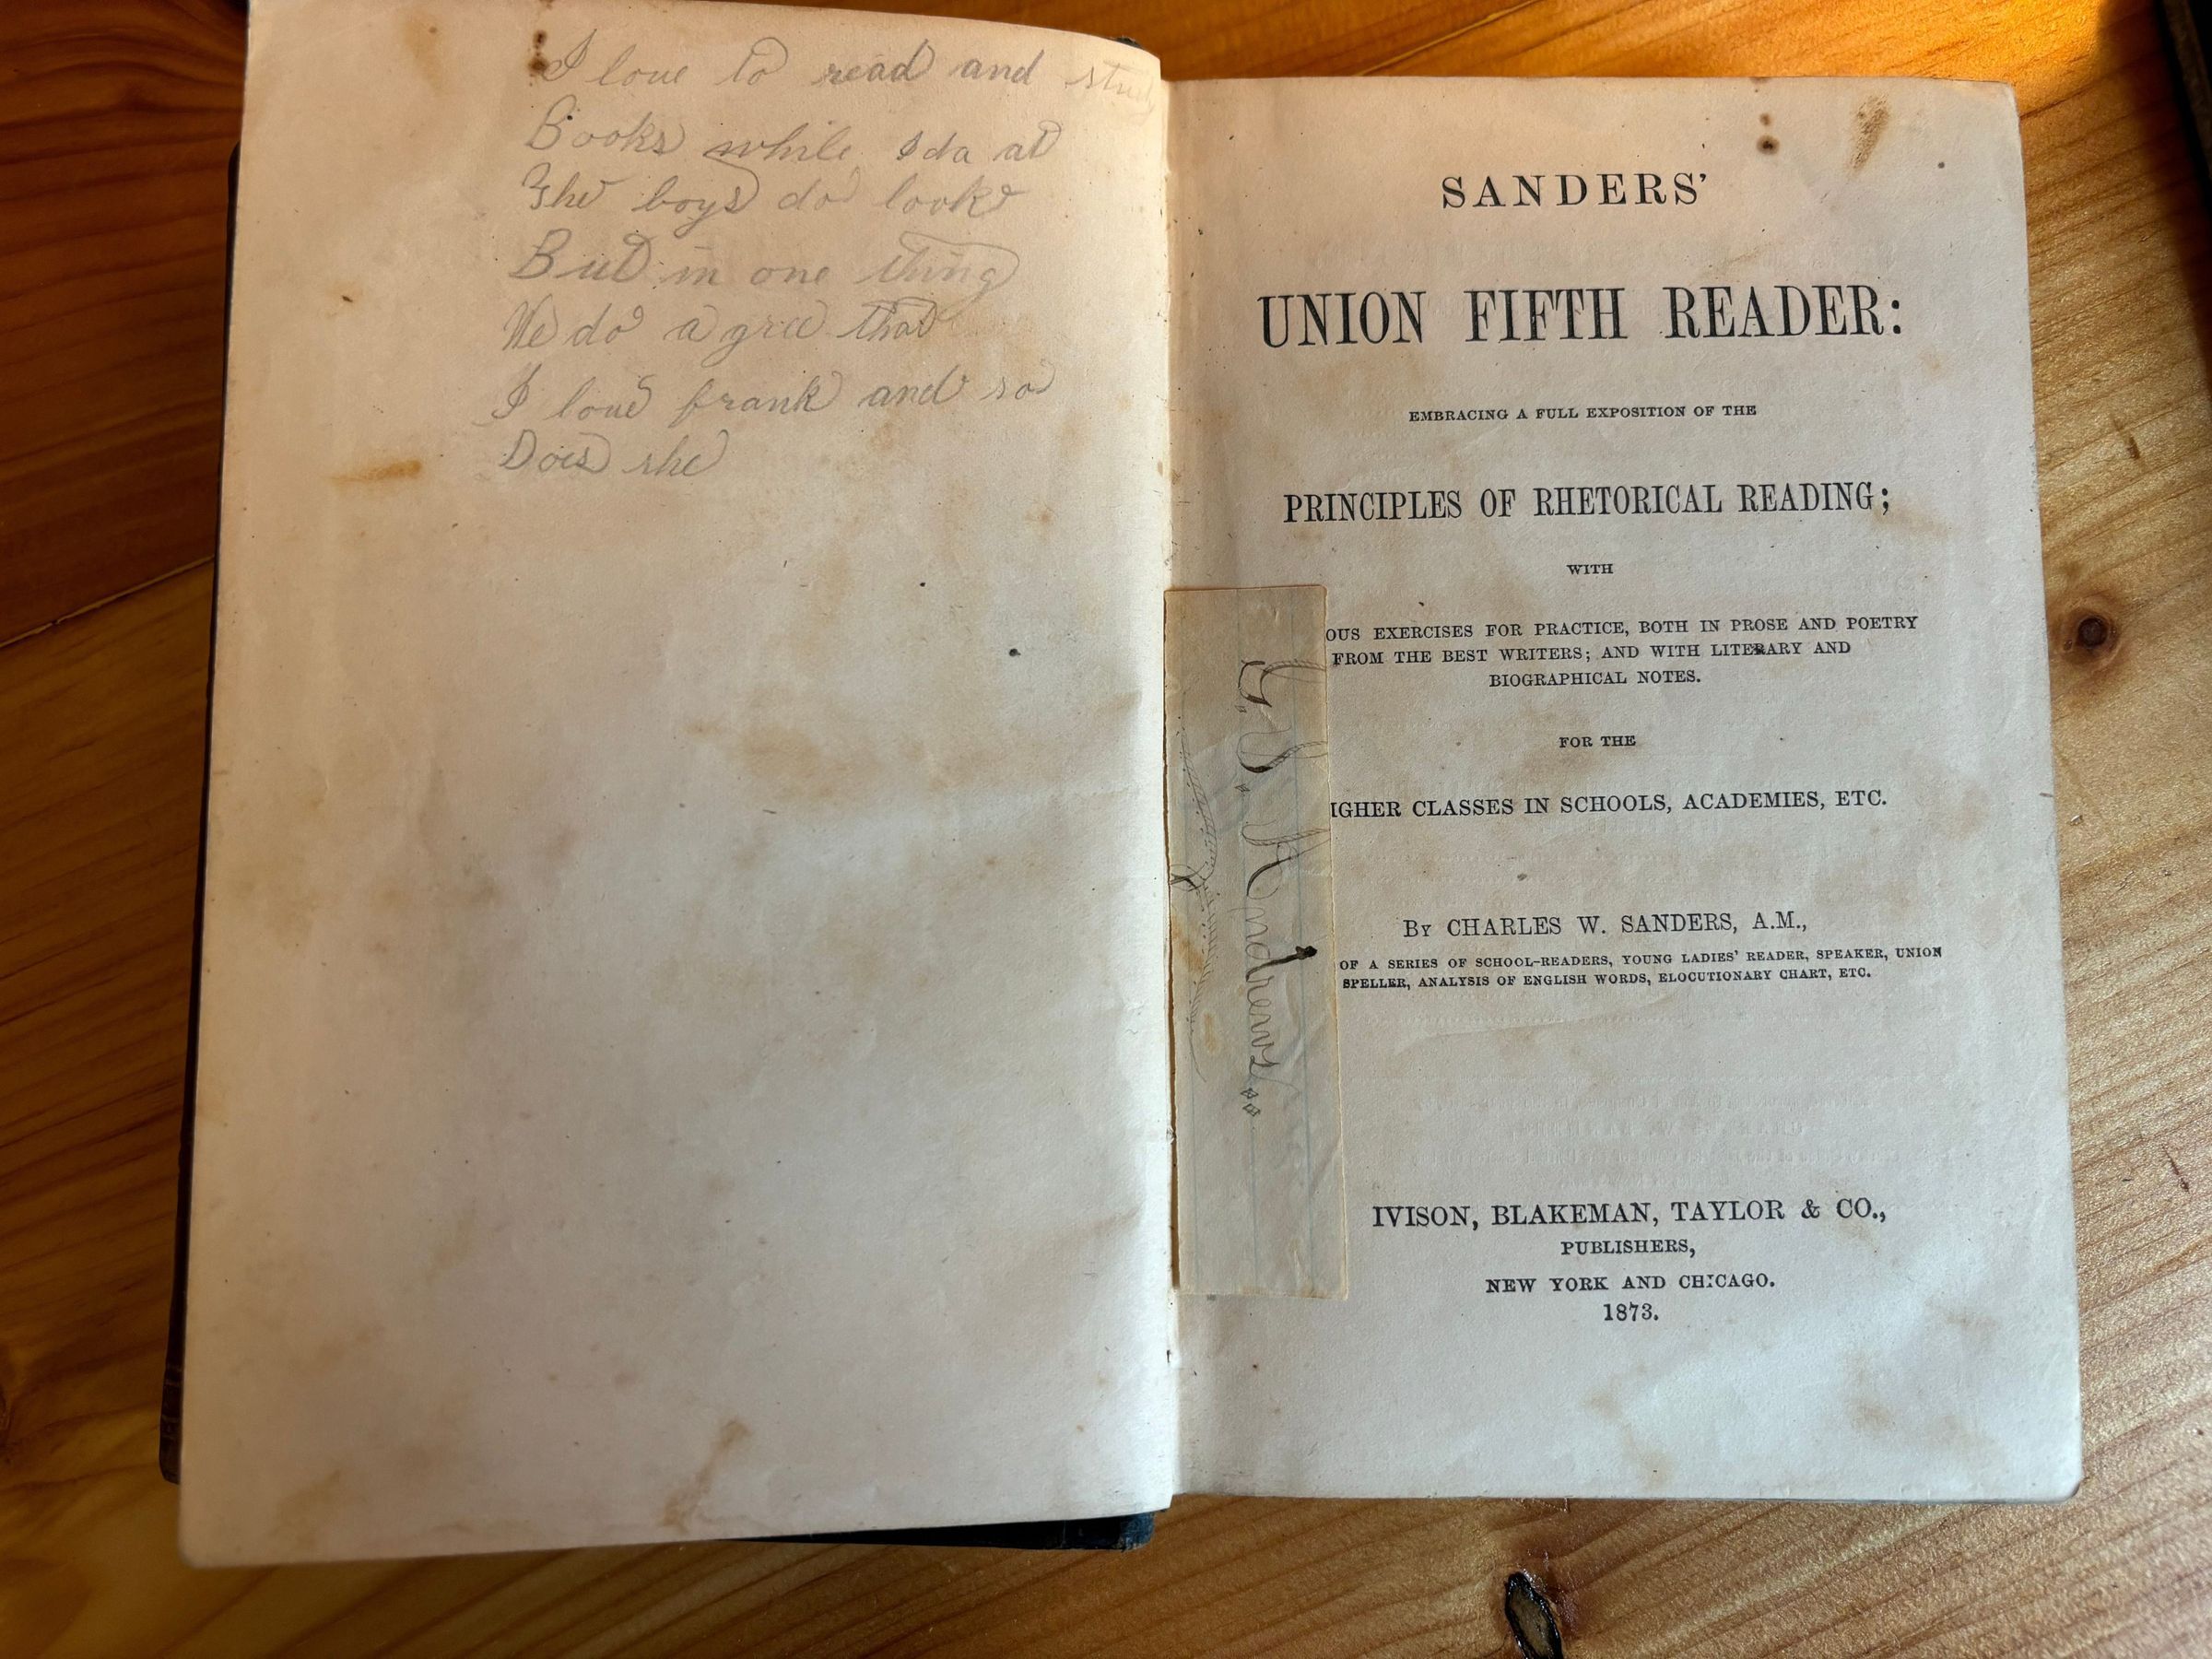 I love to read and study
Books while Ida at
The boys do look
But in one thing
We do a gree that
I love frank and so
Does she
SANDERS'
UNION FIFTH READER:
EMBRACING A FULL EXPOSITION OF THE
PRINCIPLES OF RHETORICAL READING;
WITH
OUS EXERCISES FOR PRACTICE, BOTH IN PROSE AND POETRY
FROM THE BEST WRITERS; AND WITH LITERARY AND
BIOGRAPHICAL NOTES.
FOR THE
IGHER CLASSES IN SCHOOLS, ACADEMIES, ETC.
BY CHARLES W. SANDERS, A.M.,
OF A SERIES OF SCHOOL-READERS, YOUNG LADIES' READER, SPEAKER, UNION
SPELLER, ANALYSIS OF ENGLISH WORDS, ELOCUTIONARY CHART, ETC.
IVISON, BLAKEMAN, TAYLOR & CO.,
PUBLISHERS,
NEW YORK AND CHICAGO.
1873.
Andrews